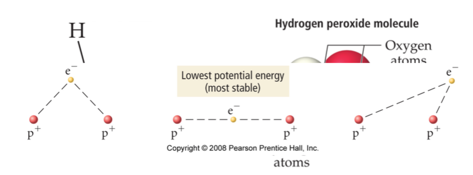 Hydrogen peroxide molecule
H
Oxygen
atoms
Lowest potential energy
(most stable)
e⁻
e⁻
e⁻
p⁺ p⁺
p⁺ p⁺
p⁺ p⁺
Copyright © 2008 Pearson Prentice Hall, Inc.
atoms